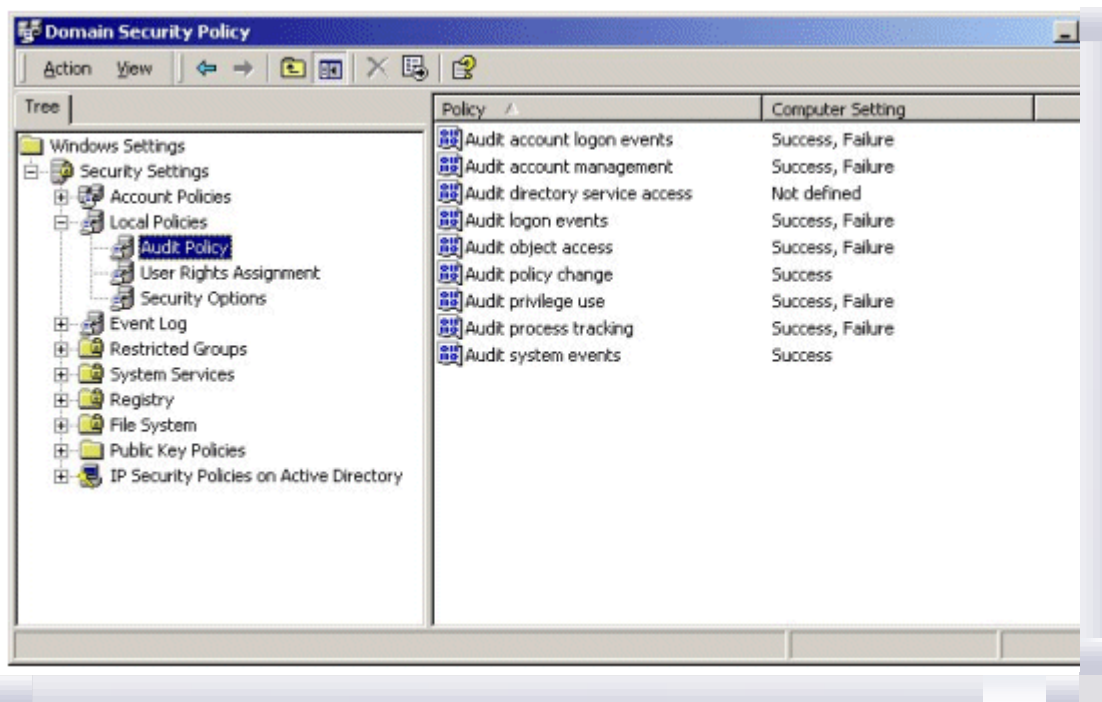 Domain Security Policy
Action View
Tree
Windows Settings
Security Settings
Account Policies
Local Policies
Audit Policy
User Rights Assignment
Security Options
Event Log
Restricted Groups
System Services
Registry
File System
Public Key Policies
IP Security Policies on Active Directory
Policy Computer Setting
Audit account logon events Success, Failure
Audit account management Success, Failure
Audit directory service access Not defined
Audit logon events Success, Failure
Audit object access Success, Failure
Audit policy change Success
Audit privilege use Success, Failure
Audit process tracking Success, Failure
Audit system events Success